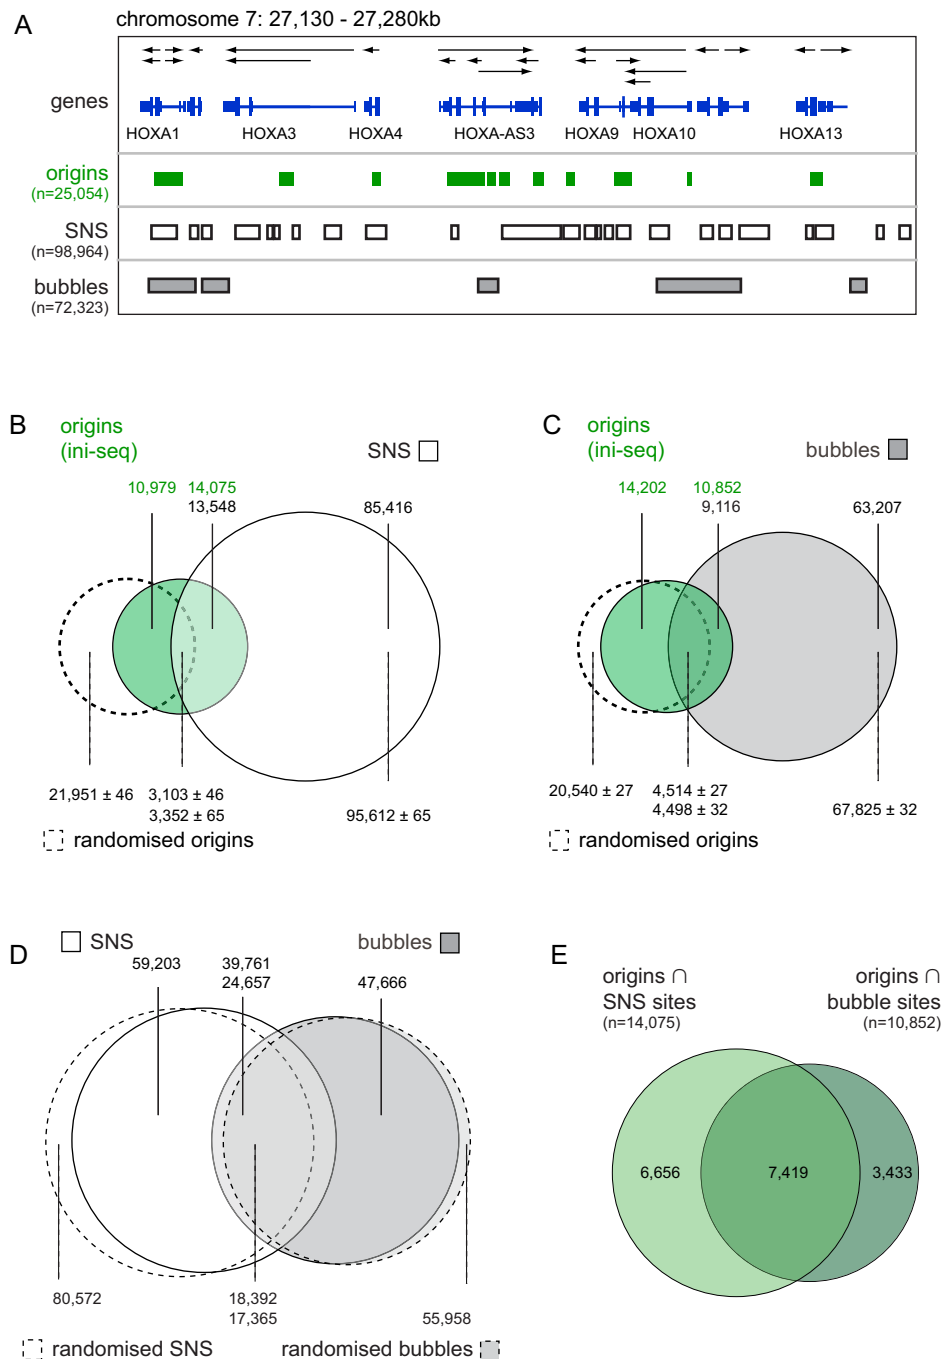 A
chromosome 7: 27,130 - 27,280kb
genes
HOXA1 HOXA3 HOXA4 HOXA-AS3 HOXA9 HOXA10 HOXA13
origins
(n=25,054)
SNS
(n=98,964)
bubbles
(n=72,323)
B
origins
(ini-seq)
SNS
10,979 14,075 85,416
13,548
21,951 ± 46 3,103 ± 46 95,612 ± 65
3,352 ± 65
randomised origins
C
origins
(ini-seq)
bubbles
14,202 10,852 63,207
9,116
20,540 ± 27 4,514 ± 27 67,825 ± 32
4,498 ± 32
randomised origins
D
SNS bubbles
59,203 39,761 47,666
24,657
80,572 18,392 55,958
17,365
randomised SNS randomised bubbles
E
origins ∩
SNS sites
(n=14,075)
origins ∩
bubble sites
(n=10,852)
6,656 7,419 3,433